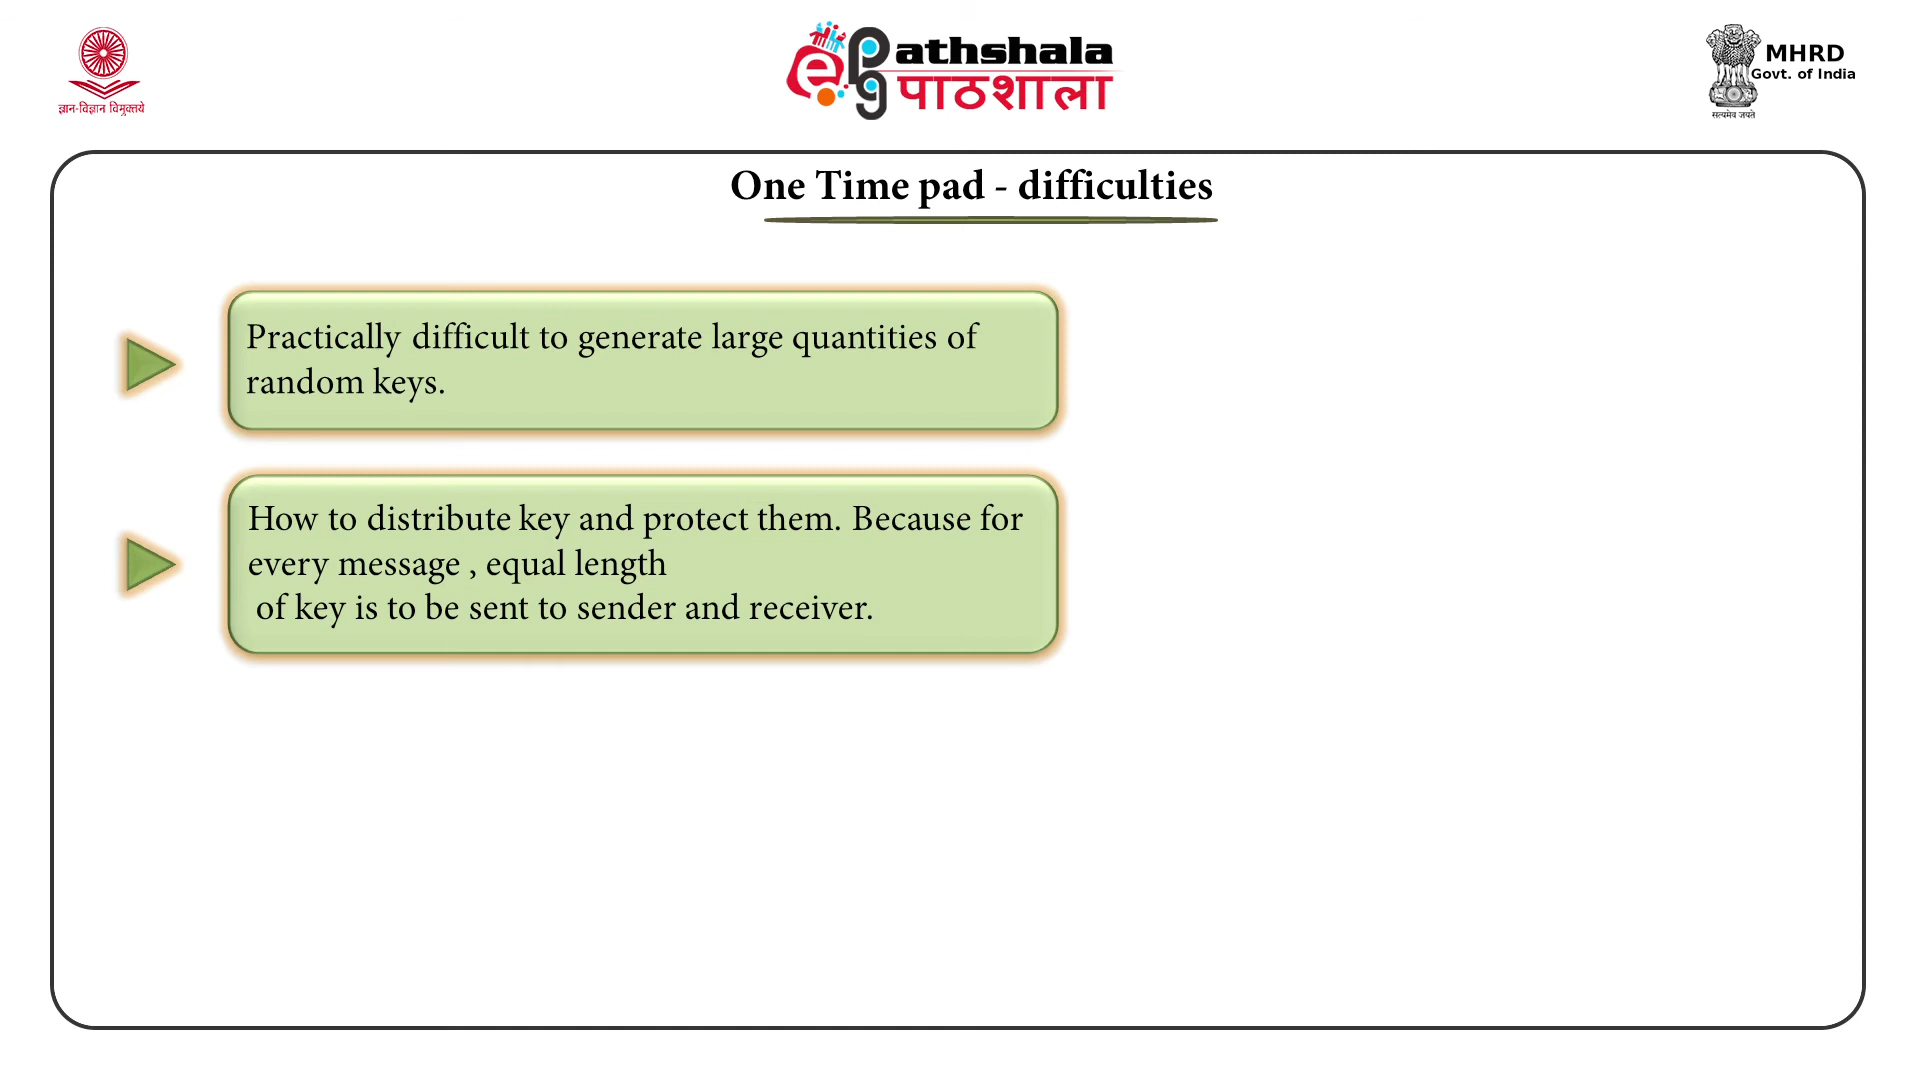 ज्ञान-विज्ञान विमुक्तये
e
PG
athshala
पाठशाला
MHRD
Govt. of India
सत्यमेव जयते
One Time pad - difficulties
Practically difficult to generate large quantities of
random keys.
How to distribute key and protect them. Because for
every message , equal length
of key is to be sent to sender and receiver.